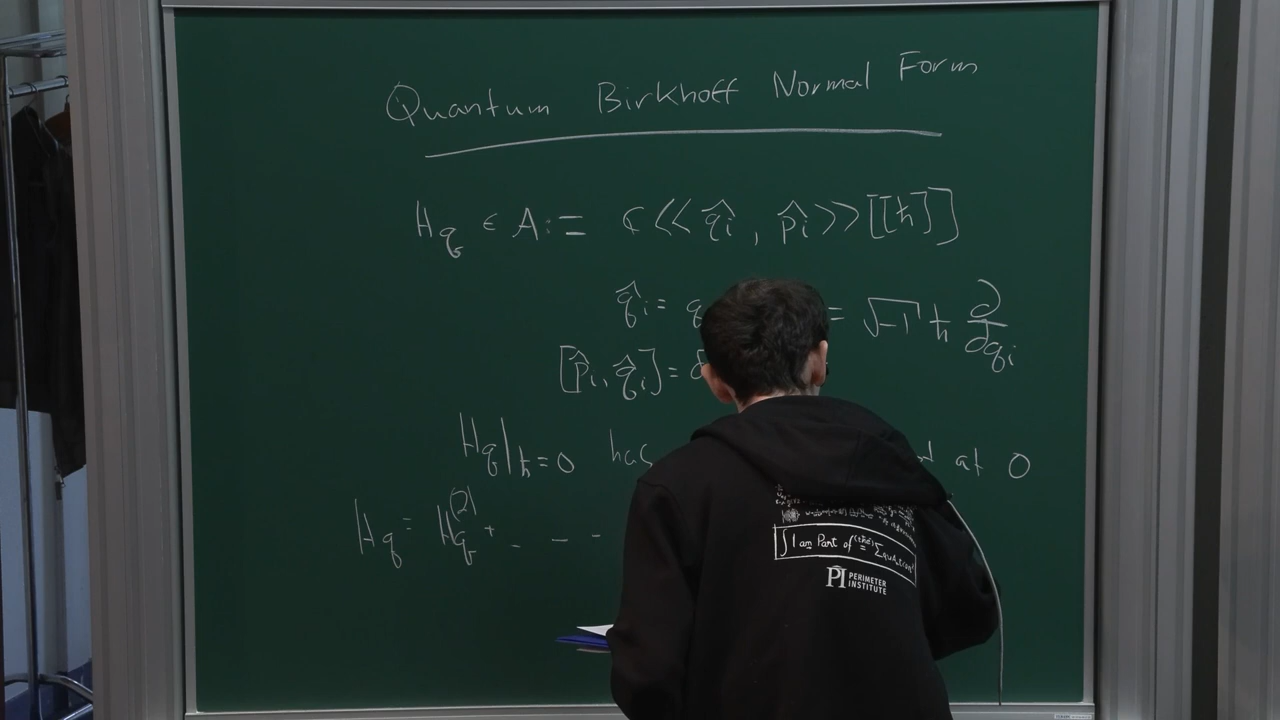 Quantum Birkhoff Normal Form
H_q ∈ A := ℂ<<q̂_i, p̂_i>>[[ħ]]
q̂_i = q = √-1 ħ ∂/∂q_i
[p̂_i, q̂_i] = δ
H_q|_ħ=0 has at 0
H_q = H_q^(2) + - - -
∫ I am Part of = Σ
PI PERIMETER
INSTITUTE